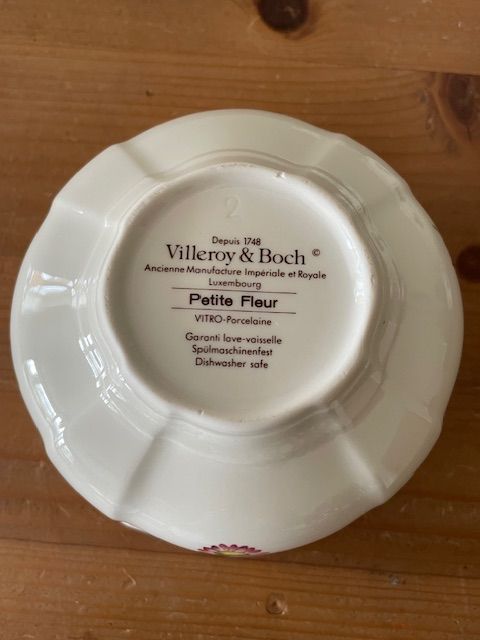 2
Depuis 1748
Villeroy & Boch ©
Ancienne Manufacture Impériale et Royale
Luxembourg
Petite Fleur
VITRO-Porcelaine
Garanti lave-vaisselle
Spülmaschinenfest
Dishwasher safe